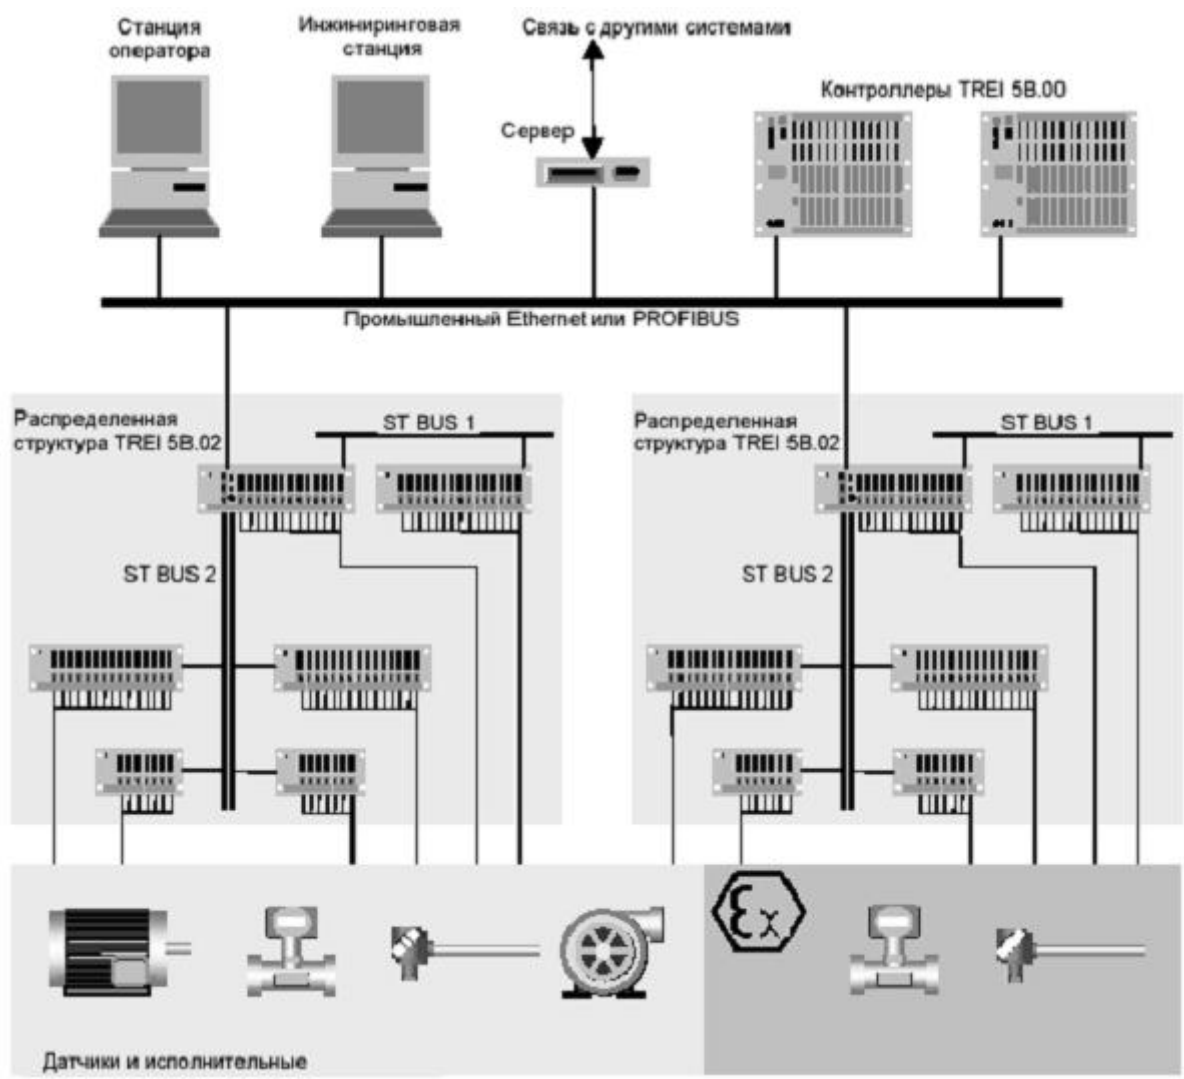 Станция
оператора
Инжиниринговая
станция
Связь с другими системами
Контроллеры TREI 5B.00
Сервер
Промышленный Ethernet или PROFIBUS
Распределенная
структура TREI 5B.02
ST BUS 1
ST BUS 2
Распределенная
структура TREI 5B.02
ST BUS 1
ST BUS 2
Ex
Датчики и исполнительные